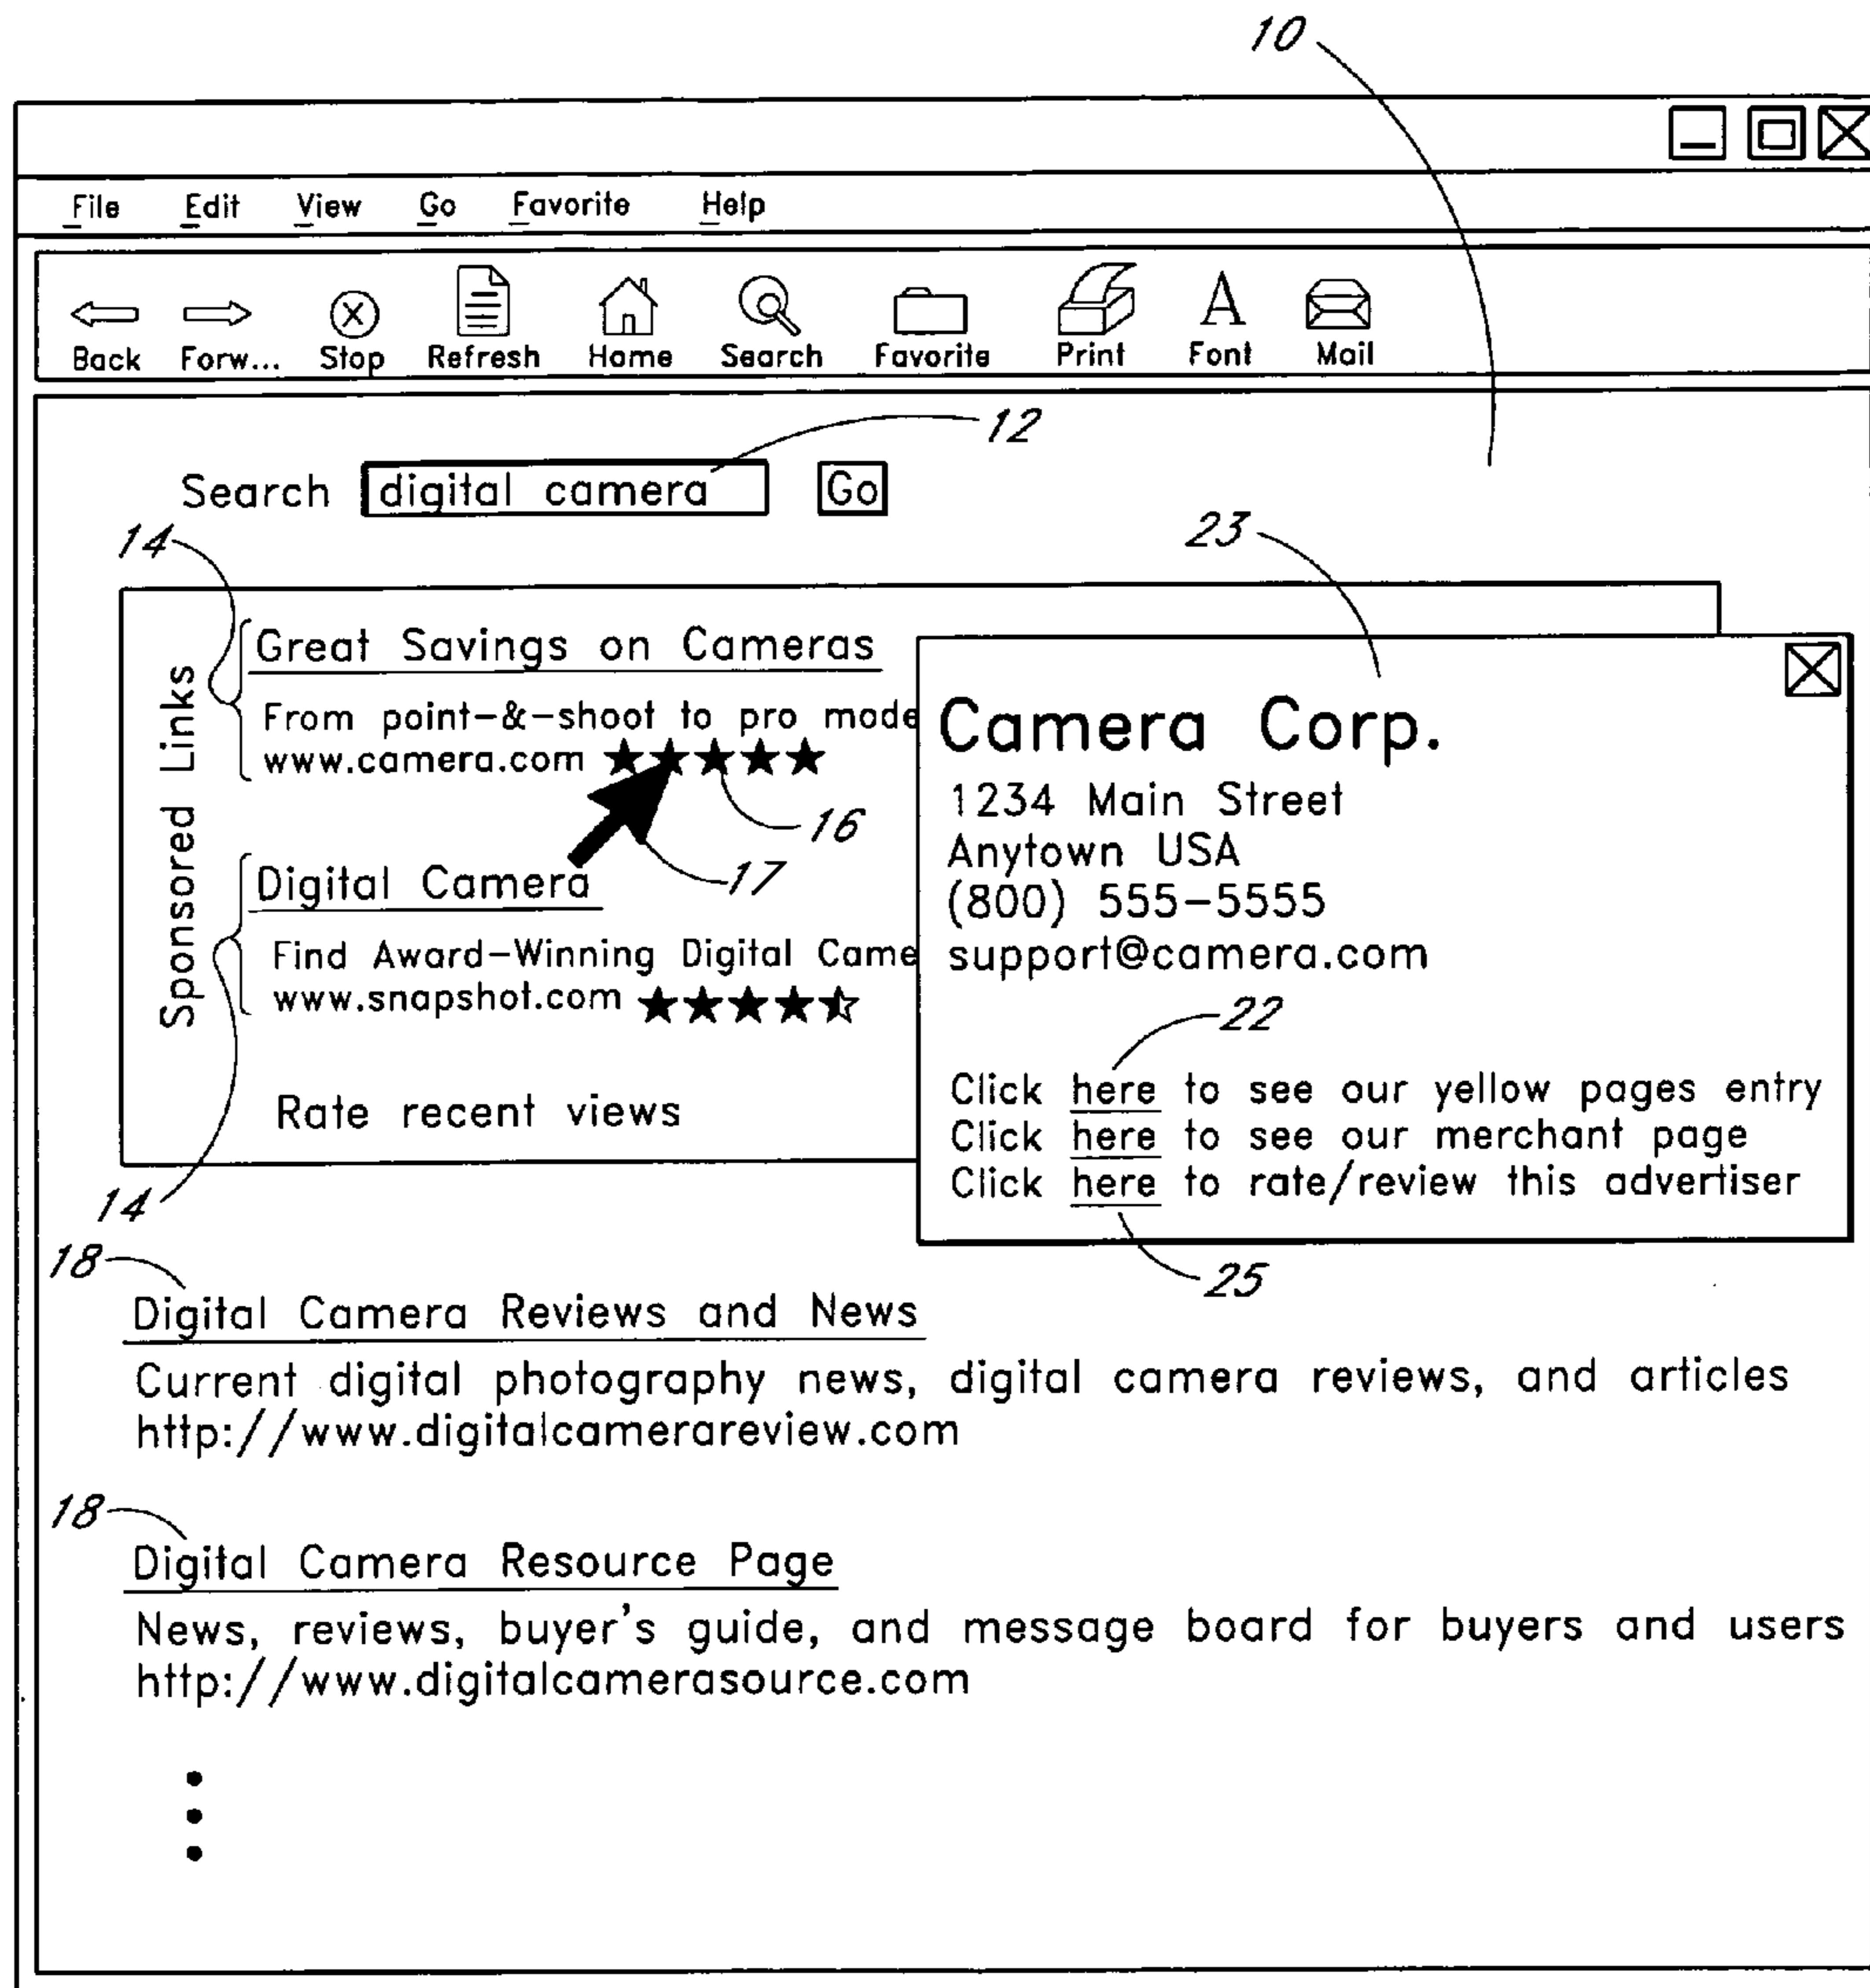 10
File Edit View Go Favorite Help
Back Forw... Stop Refresh Home Search Favorite Print Font Mail
12
Search digital camera Go
14
23
Sponsored Links
Great Savings on Cameras
From point-&-shoot to pro mode
www.camera.com
16
17
Digital Camera
Find Award-Winning Digital Came
www.snapshot.com
Rate recent views
14
Camera Corp.
1234 Main Street
Anytown USA
(800) 555-5555
support@camera.com
22
Click here to see our yellow pages entry
Click here to see our merchant page
Click here to rate/review this advertiser
25
18
Digital Camera Reviews and News
Current digital photography news, digital camera reviews, and articles
http://www.digitalcamerareview.com
18
Digital Camera Resource Page
News, reviews, buyer's guide, and message board for buyers and users
http://www.digitalcamerasource.com